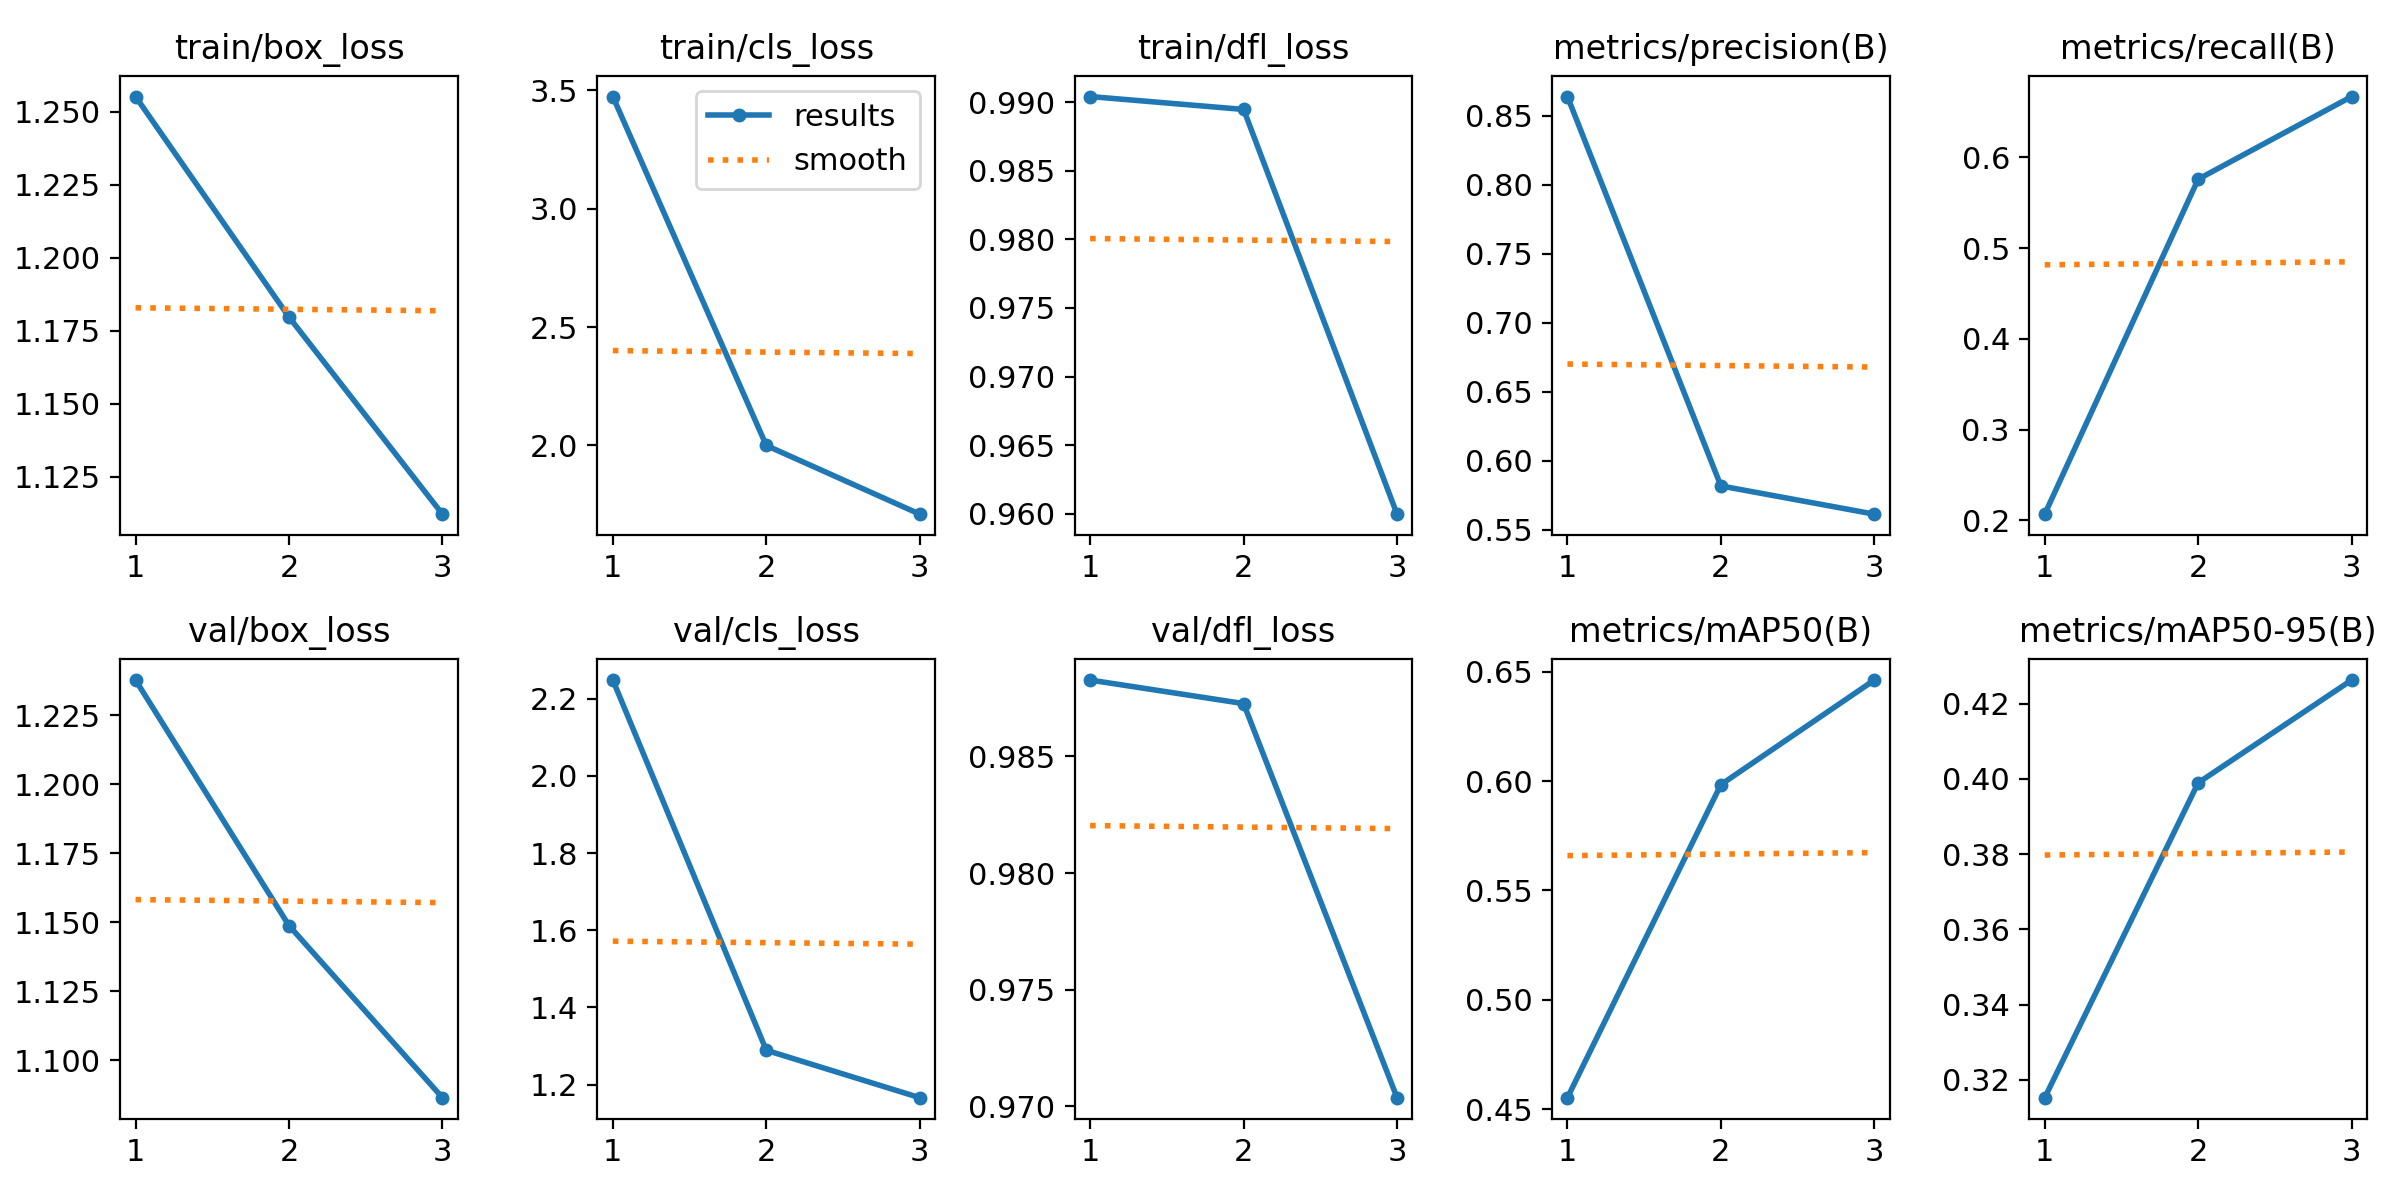 train/box_loss
1.250
1.225
1.200
1.175
1.150
1.125
1 2 3
train/cls_loss
results
smooth
3.5
3.0
2.5
2.0
1 2 3
train/dfl_loss
0.990
0.985
0.980
0.975
0.970
0.965
0.960
1 2 3
metrics/precision(B)
0.85
0.80
0.75
0.70
0.65
0.60
0.55
1 2 3
metrics/recall(B)
0.6
0.5
0.4
0.3
0.2
1 2 3
val/box_loss
1.225
1.200
1.175
1.150
1.125
1.100
1 2 3
val/cls_loss
2.2
2.0
1.8
1.6
1.4
1.2
1 2 3
val/dfl_loss
0.985
0.980
0.975
0.970
1 2 3
metrics/mAP50(B)
0.65
0.60
0.55
0.50
0.45
1 2 3
metrics/mAP50-95(B)
0.42
0.40
0.38
0.36
0.34
0.32
1 2 3